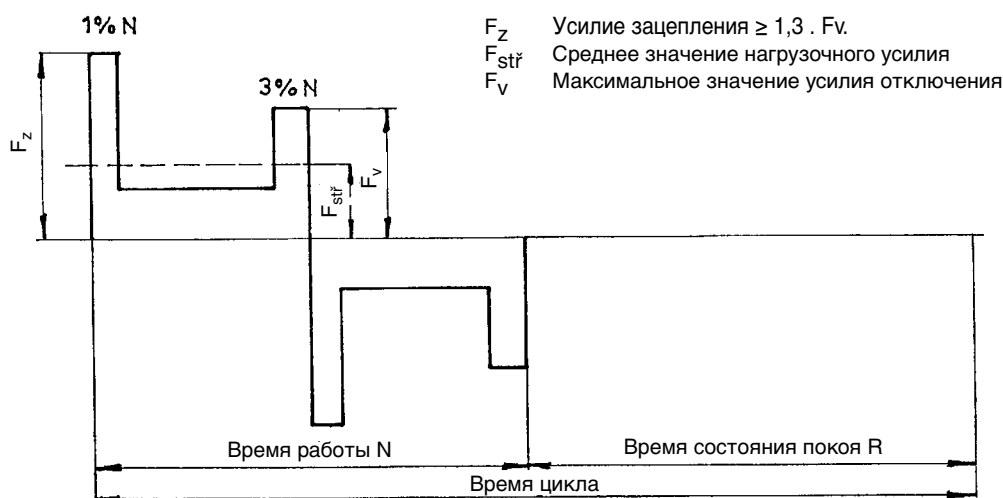 1% N
F_z Усилие зацепления ≥ 1,3 . Fv.
F_stř Среднее значение нагрузочного усилия
F_v Максимальное значение усилия отключения
3% N
F_z
F_stř
F_v
Время работы N
Время состояния покоя R
Время цикла